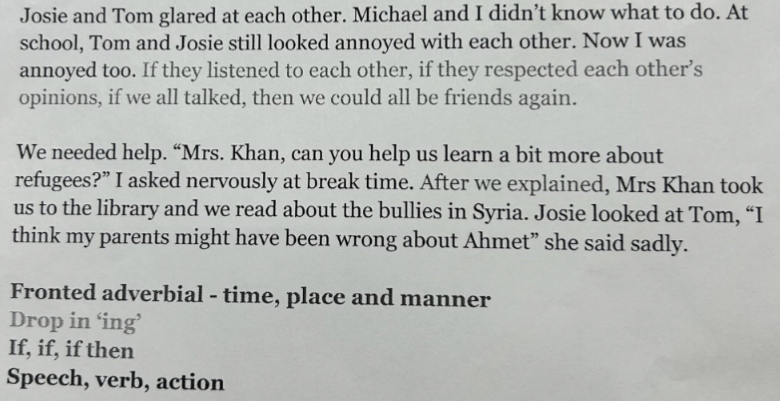 Josie and Tom glared at each other. Michael and I didn’t know what to do. At
school, Tom and Josie still looked annoyed with each other. Now I was
annoyed too. If they listened to each other, if they respected each other’s
opinions, if we all talked, then we could all be friends again.
We needed help. “Mrs. Khan, can you help us learn a bit more about
refugees?” I asked nervously at break time. After we explained, Mrs Khan took
us to the library and we read about the bullies in Syria. Josie looked at Tom, “I
think my parents might have been wrong about Ahmet” she said sadly.
Fronted adverbial - time, place and manner
Drop in ‘ing’
If, if, if then
Speech, verb, action